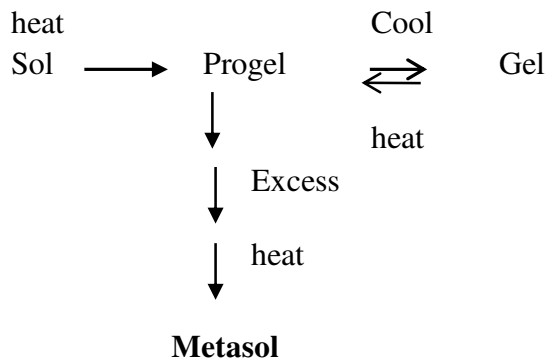 heat
Cool
Sol
Progel
Gel
heat
Excess
heat
Metasol